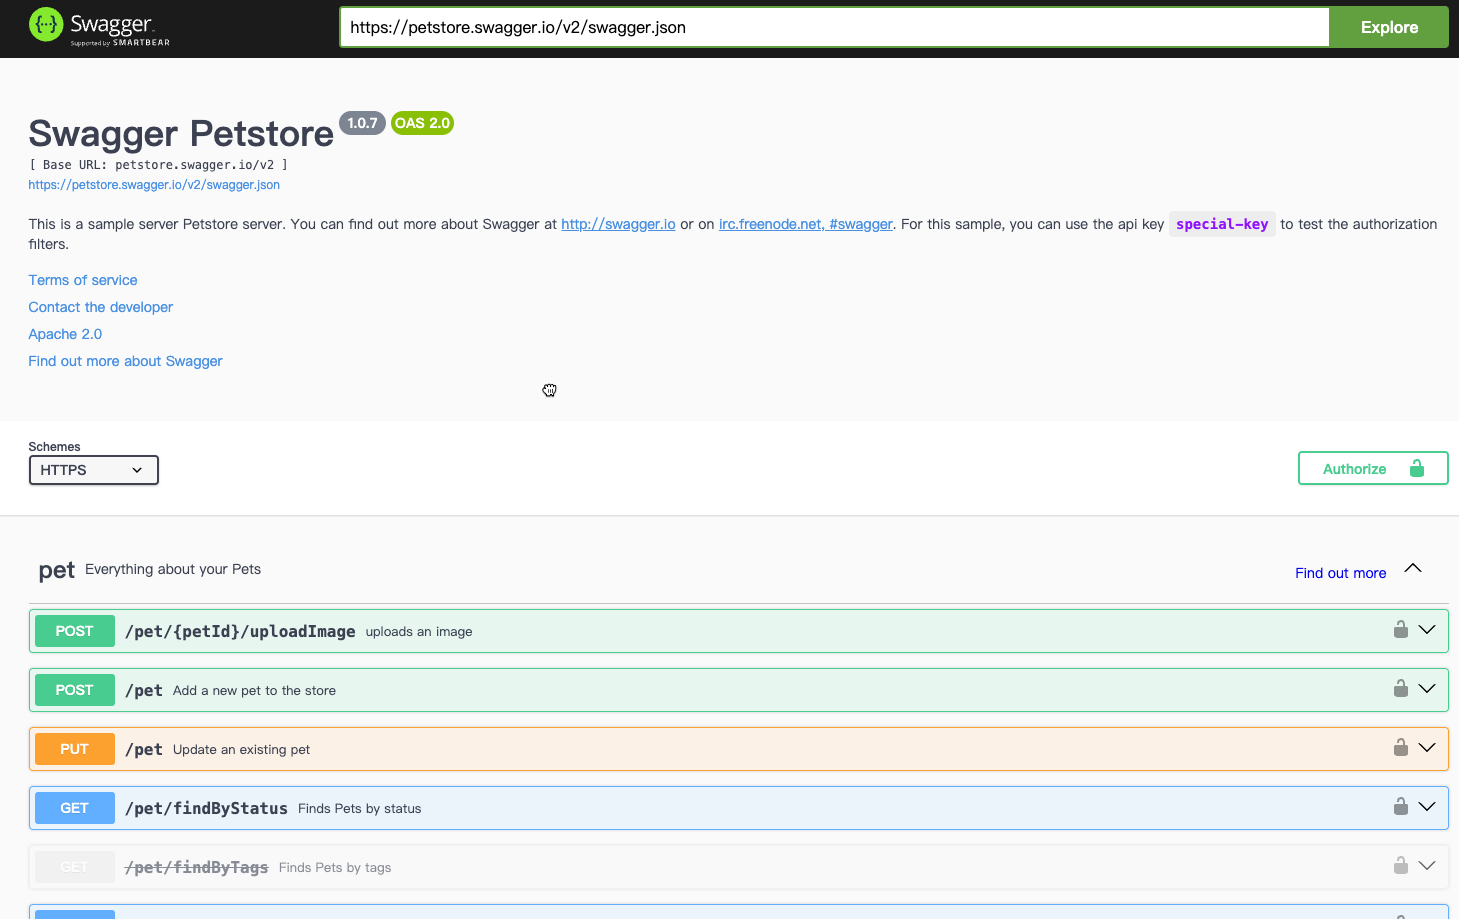 Swagger
Supported by SMARTBEAR
https://petstore.swagger.io/v2/swagger.json
Explore
Swagger Petstore 1.0.7 OAS 2.0
[ Base URL: petstore.swagger.io/v2 ]
https://petstore.swagger.io/v2/swagger.json
This is a sample server Petstore server. You can find out more about Swagger at http://swagger.io or on irc.freenode.net, #swagger. For this sample, you can use the api key special-key to test the authorization
filters.
Terms of service
Contact the developer
Apache 2.0
Find out more about Swagger
Schemes
HTTPS
Authorize
pet Everything about your Pets
Find out more
POST /pet/{petId}/uploadImage uploads an image
POST /pet Add a new pet to the store
PUT /pet Update an existing pet
GET /pet/findByStatus Finds Pets by status
GET /pet/findByTags Finds Pets by tags